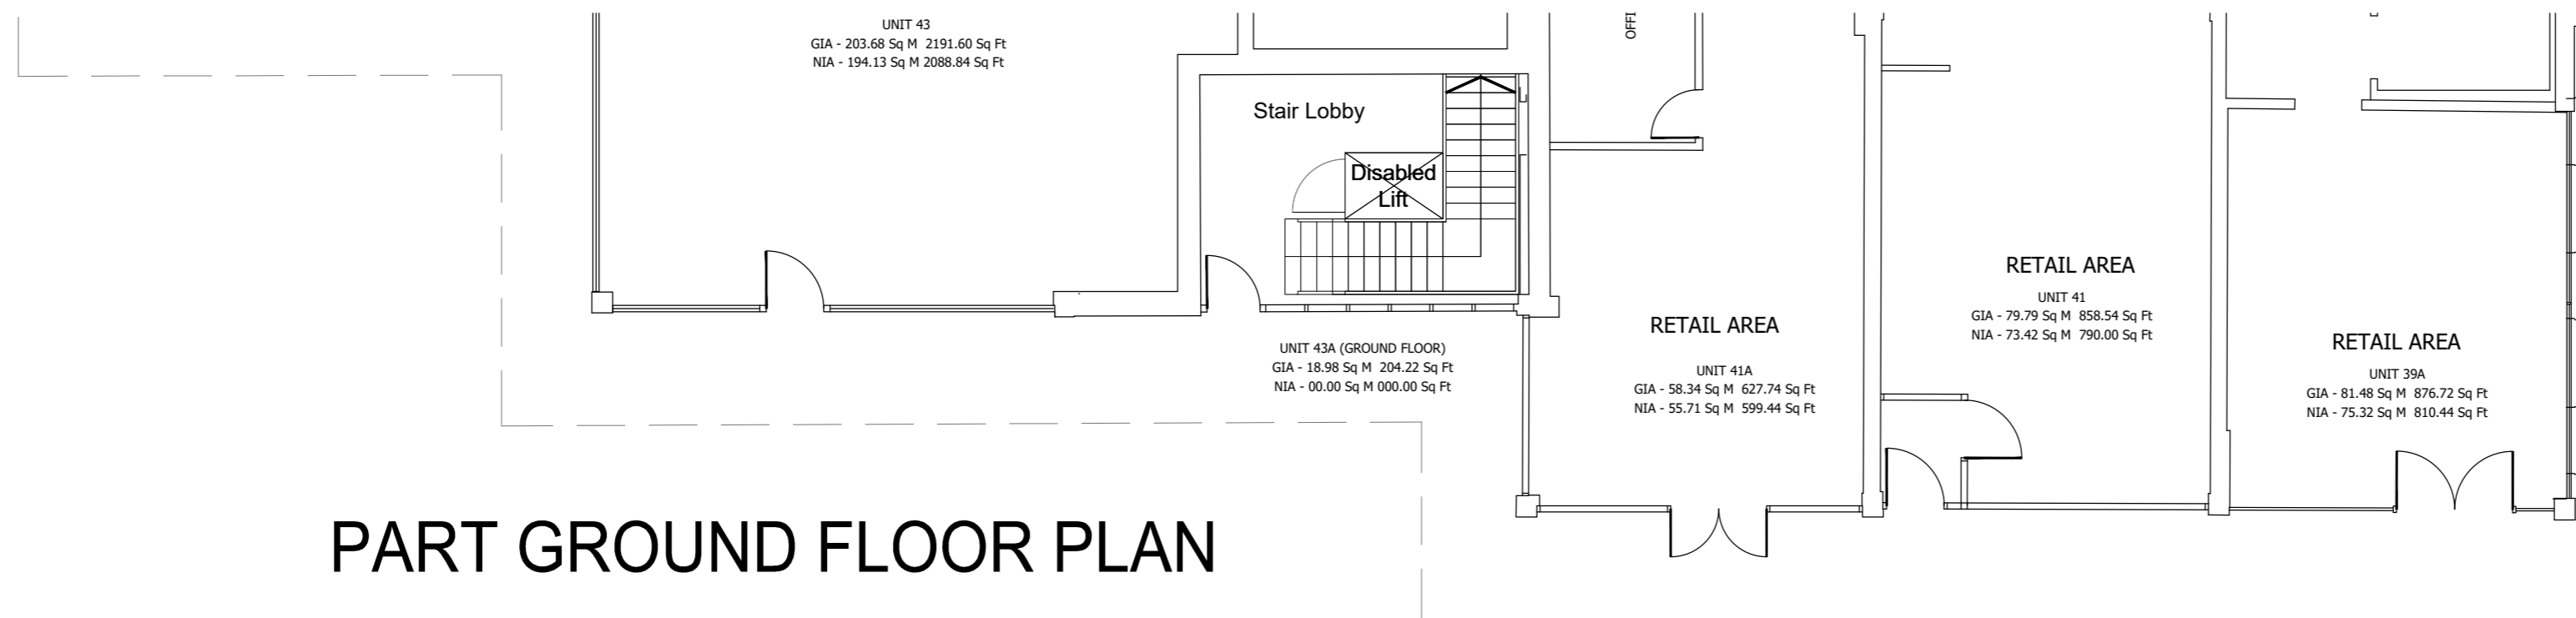 UNIT 43
GIA - 203.68 Sq M 2191.60 Sq Ft
NIA - 194.13 Sq M 2088.84 Sq Ft
Stair Lobby
Disabled
Lift
UNIT 43A (GROUND FLOOR)
GIA - 18.98 Sq M 204.22 Sq Ft
NIA - 00.00 Sq M 000.00 Sq Ft
OFFI
RETAIL AREA
UNIT 41A
GIA - 58.34 Sq M 627.74 Sq Ft
NIA - 55.71 Sq M 599.44 Sq Ft
RETAIL AREA
UNIT 41
GIA - 79.79 Sq M 858.54 Sq Ft
NIA - 73.42 Sq M 790.00 Sq Ft
RETAIL AREA
UNIT 39A
GIA - 81.48 Sq M 876.72 Sq Ft
NIA - 75.32 Sq M 810.44 Sq Ft
PART GROUND FLOOR PLAN